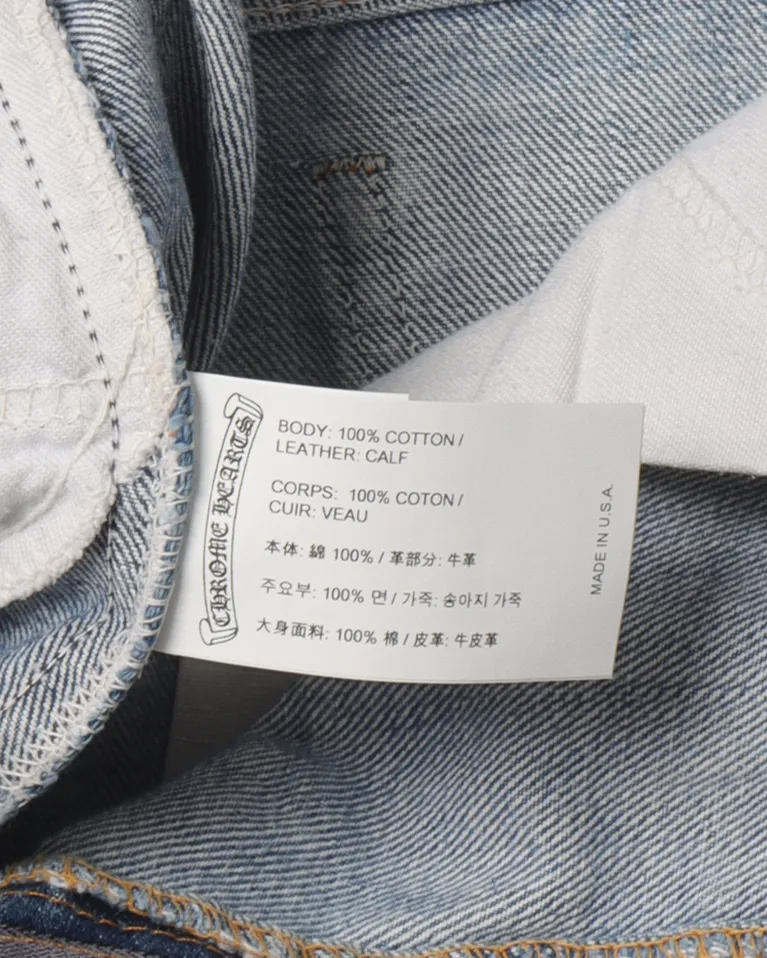 CHROME HEARTS
BODY: 100% COTTON /
LEATHER: CALF
CORPS: 100% COTON /
CUIR: VEAU
本体: 綿 100% / 革部分: 牛革
주요부: 100% 면 / 가죽: 송아지 가죽
大身面料: 100% 棉 / 皮革: 牛皮革
MADE IN U.S.A.